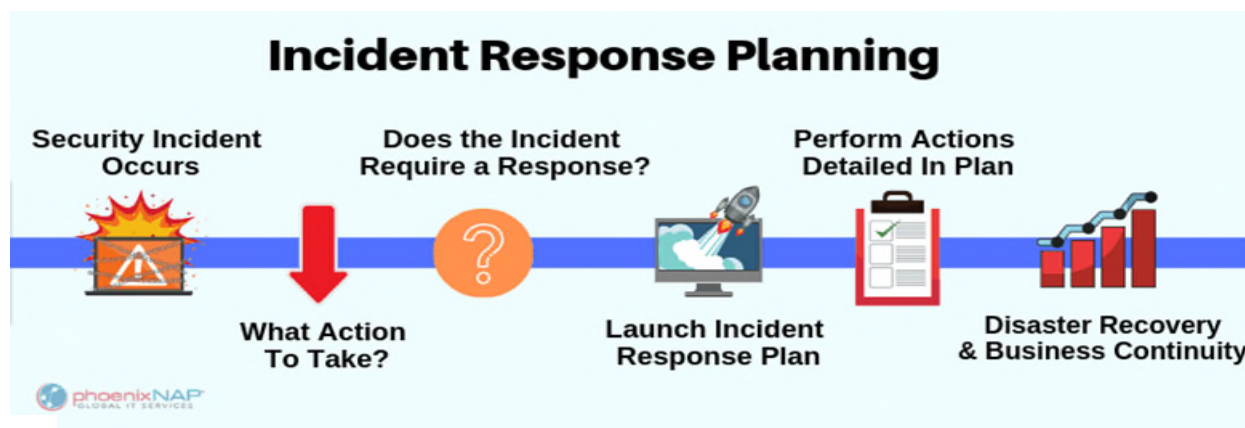 Incident Response Planning
Security Incident
Occurs
What Action
To Take?
Does the Incident
Require a Response?
Launch Incident
Response Plan
Perform Actions
Detailed In Plan
Disaster Recovery
& Business Continuity
phoenixNAP
GLOBAL IT SERVICES